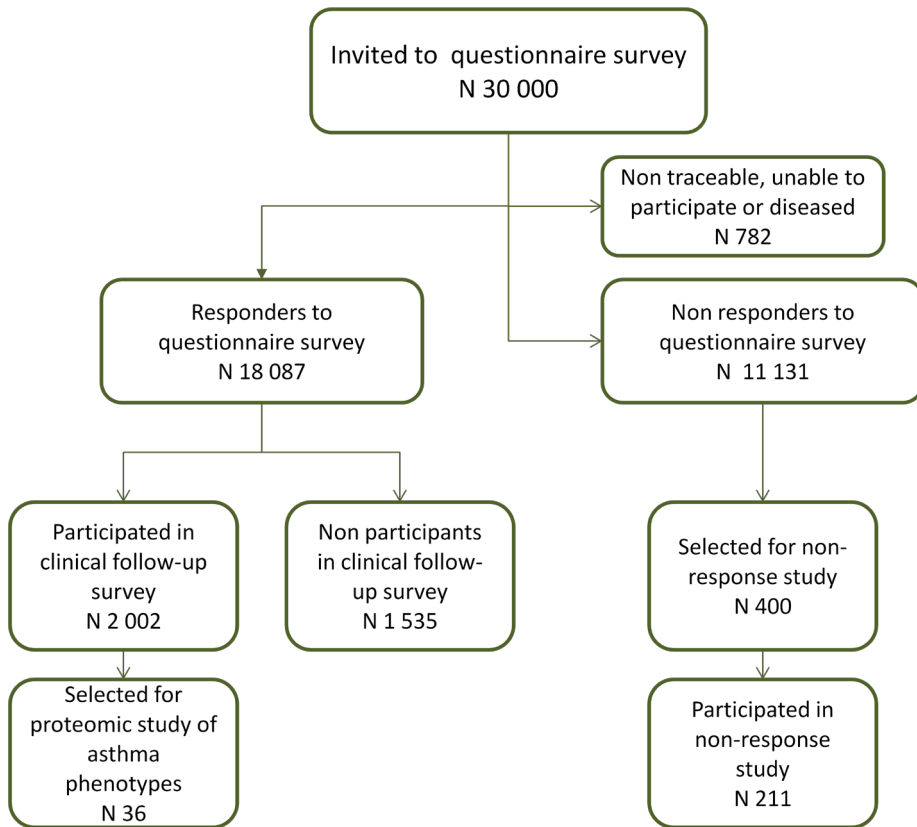 Invited to questionnaire survey
N 30 000
Non traceable, unable to
participate or diseased
N 782
Responders to
questionnaire survey
N 18 087
Non responders to
questionnaire survey
N 11 131
Participated in
clinical follow-up
survey
N 2 002
Non participants
in clinical follow-
up survey
N 1 535
Selected for non-
response study
N 400
Selected for
proteomic study of
asthma
phenotypes
N 36
Participated in
non-response
study
N 211